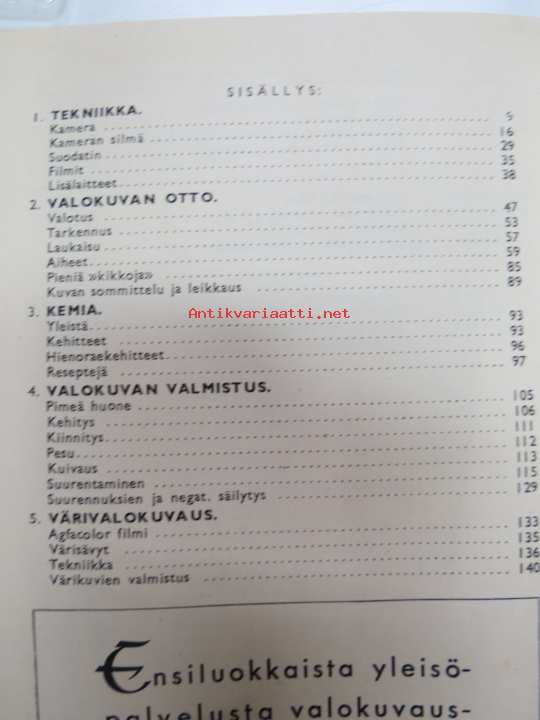 SISÄLLYS:
1. TEKNIIKKA.
Kamera 9
Kameran silmä 16
Suodatin 29
Filmit 35
Lisälaitteet 38
2. VALOKUVAN OTTO.
Valotus 47
Tarkennus 53
Laukaisu 57
Aiheet 59
Pieniä »kikkoja» 85
Kuvan sommittelu ja leikkaus 89
Antikvariaatti.net
3. KEMIA.
Yleistä 93
Kehitteet 93
Hienoraekehitteet 96
Reseptejä 97
4. VALOKUVAN VALMISTUS.
Pimeä huone 105
Kehitys 106
Kiinnitys 111
Pesu 112
Kuivaus 113
Suurentaminen 115
Suurennuksien ja negat. säilytys 129
5. VÄRIVALOKUVAUS.
Agfacolor filmi 133
Värisävyt 135
Tekniikka 136
Värikuvien valmistus 140
Ensiluokkaista yleisö-
palvelusta valokuvaus-